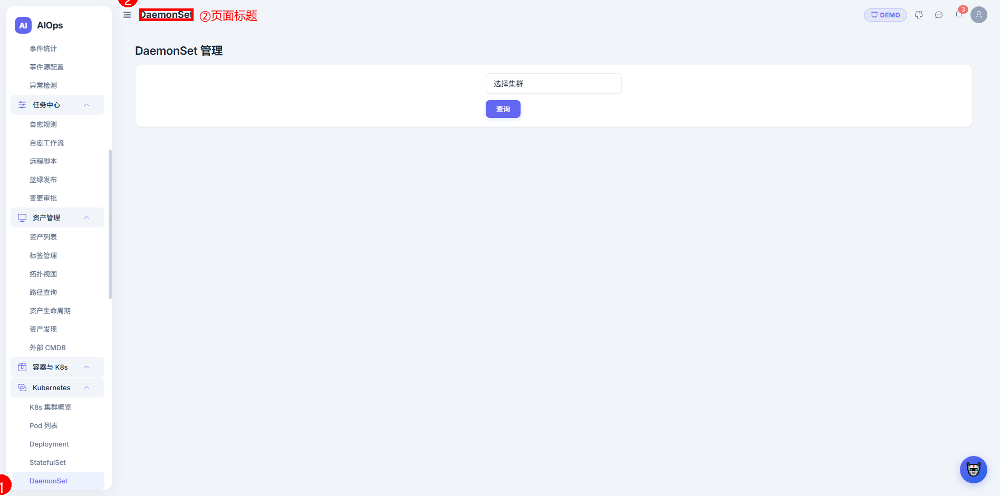 AI AIOps
事件统计
事件源配置
异常检测
任务中心
自愈规则
自愈工作流
远程脚本
蓝绿发布
变更审批
资产管理
资产列表
标签管理
拓扑视图
路径查询
资产生命周期
资产发现
外部 CMDB
容器与 K8s
Kubernetes
K8s 集群概览
Pod 列表
Deployment
StatefulSet
DaemonSet
1
2
DaemonSet ②页面标题
DEMO
3
DaemonSet 管理
选择集群
查询